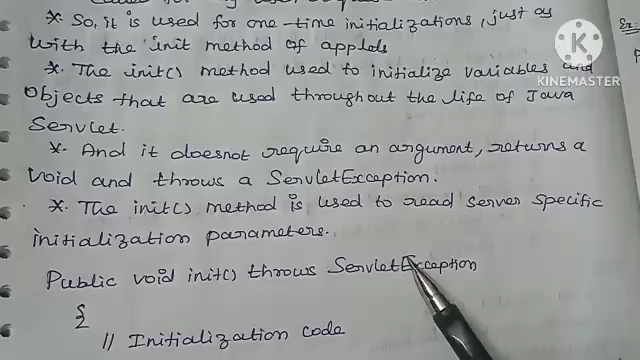 * So, it is used for one-time initializations, just as
with the init method of applets
*. The init() method used to initialize variables and
Objects that are used throughout the life of Java
Servlet.
*. And it doesnot require an argument, returns a
Void and throws a ServletException.
*. The init() method is used to read server specific
initialization parameters.
Public void init() throws ServletException
{
// Initialization code
KINEMASTER